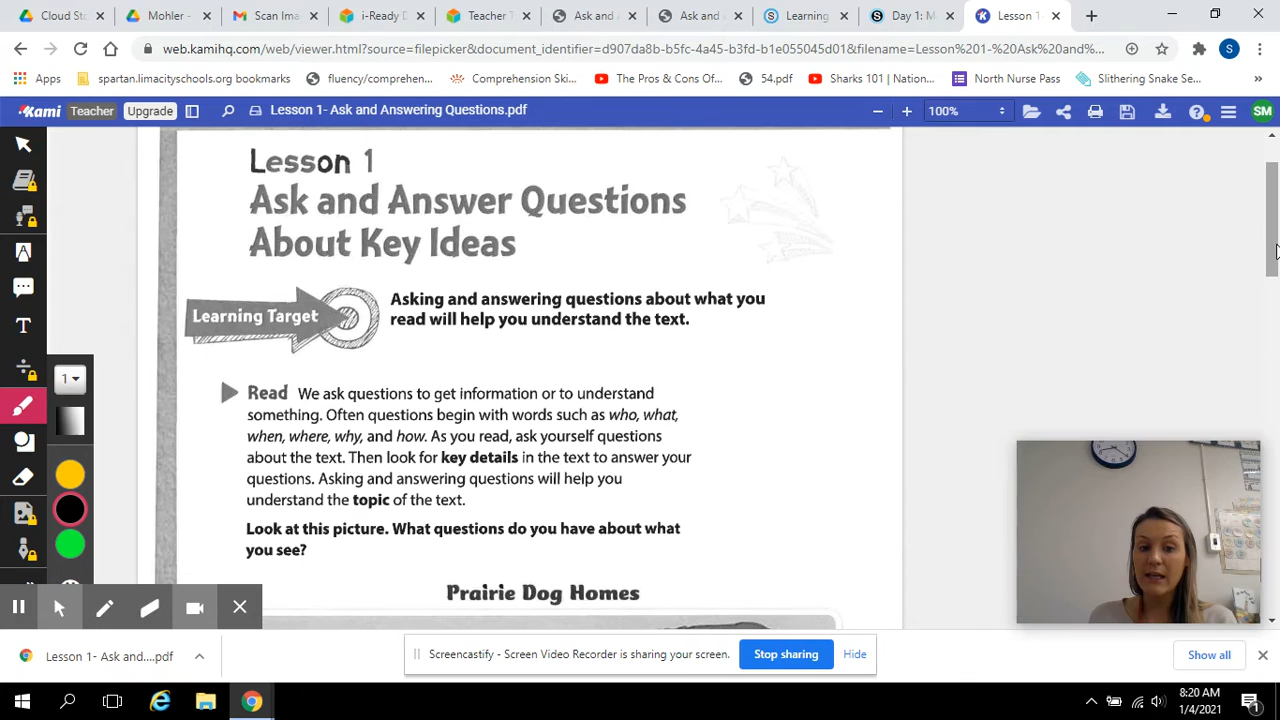 Cloud Sto
Mohler -
Scan Ima
i-Ready D
Teacher T
Ask and
Ask and
Learning
Day 1: M
Lesson 1
web.kamihq.com/web/viewer.html?source=filepicker&document_identifier=d907da8b-b5fc-4a45-b3fd-b1e055045d01&filename=Lesson%201-%20Ask%20and%...
S
Apps
spartan.limacityschools.org bookmarks
fluency/comprehen...
Comprehension Ski...
The Pros & Cons Of...
54.pdf
Sharks 101 | Nation...
North Nurse Pass
Slithering Snake Se...
»
Kami
Teacher
Upgrade
Lesson 1- Ask and Answering Questions.pdf
100%
SM
Lesson 1
Ask and Answer Questions
About Key Ideas
Learning Target
Asking and answering questions about what you
read will help you understand the text.
Read We ask questions to get information or to understand
something. Often questions begin with words such as who, what,
when, where, why, and how. As you read, ask yourself questions
about the text. Then look for key details in the text to answer your
questions. Asking and answering questions will help you
understand the topic of the text.
Look at this picture. What questions do you have about what
you see?
Prairie Dog Homes
1
Lesson 1- Ask and....pdf
Screencastify - Screen Video Recorder is sharing your screen.
Stop sharing
Hide
Show all
8:20 AM
1/4/2021